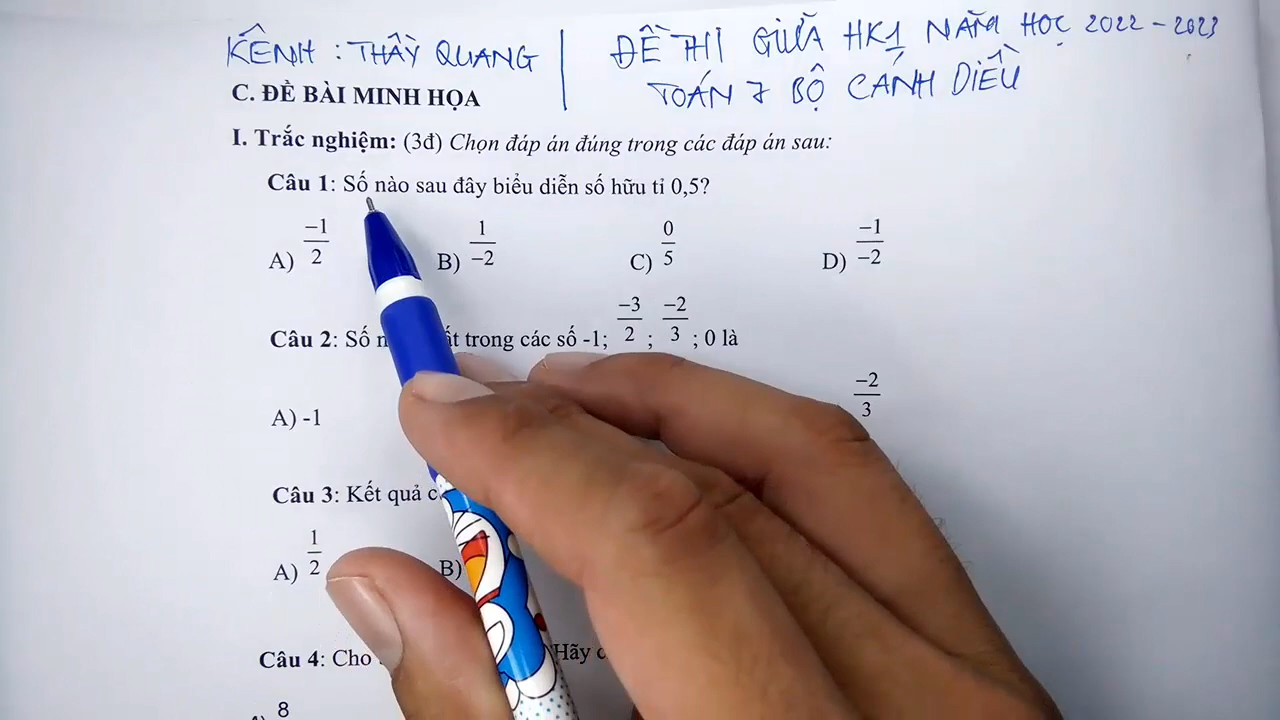 KÊNH : THẦY QUANG | ĐỀ THI GIỮA HK1 NĂM HỌC 2022 - 2023
TOÁN 7 BỘ CÁNH DIỀU
C. ĐỀ BÀI MINH HỌA
I. Trắc nghiệm: (3đ) Chọn đáp án đúng trong các đáp án sau:
Câu 1: Số nào sau đây biểu diễn số hữu tỉ 0,5?
A) -1/2 B) 1/-2 C) 0/5 D) -1/-2
Câu 2: Số trong các số -1; -3/2 ; -2/3 ; 0 là
A) -1 -2/3
Câu 3: Kết quả
A) 1/2 B)
Câu 4: Cho Hãy
8